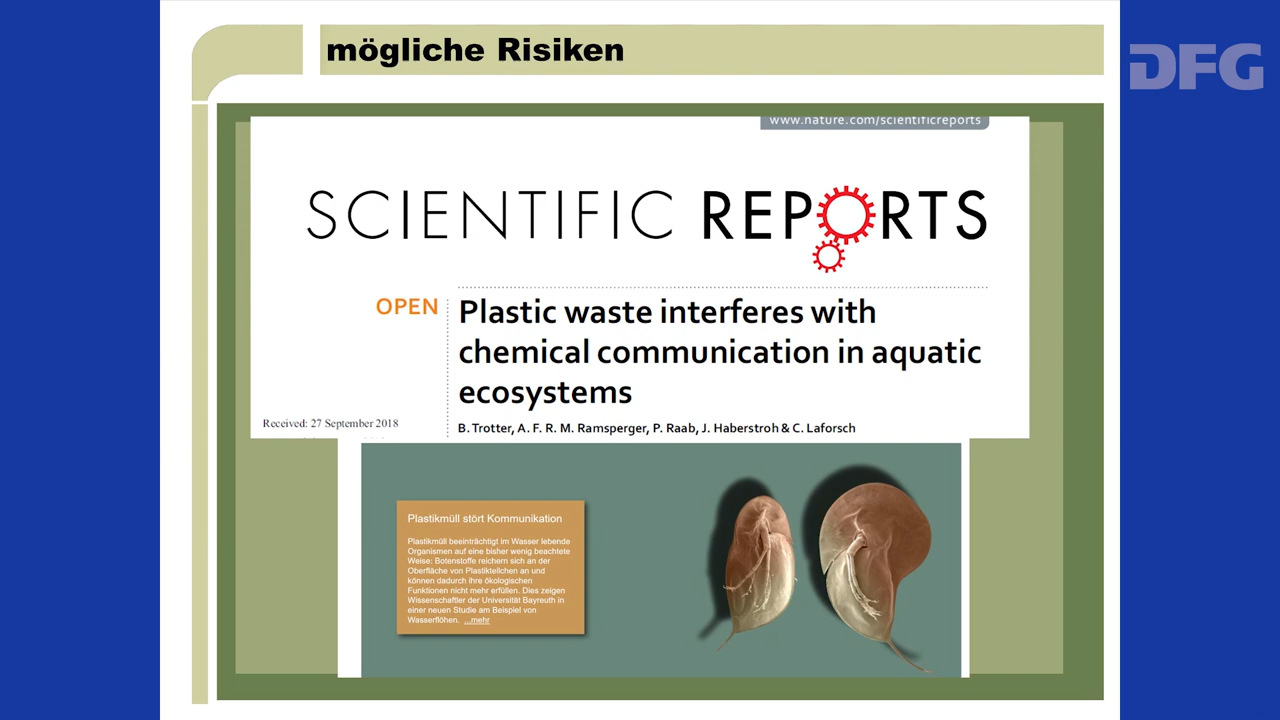 mögliche Risiken
DFG
www.nature.com/scientificreports
SCIENTIFIC REPORTS
OPEN
Plastic waste interferes with
chemical communication in aquatic
ecosystems
Received: 27 September 2018
B. Trotter, A. F. R. M. Ramsperger, P. Raab, J. Haberstroh & C. Laforsch
Plastikmüll stört Kommunikation
Plastikmüll beeinträchtigt im Wasser lebende
Organismen auf eine bisher wenig beachtete
Weise: Botenstoffe reichern sich an der
Oberfläche von Plastikteilchen an und
können dadurch ihre ökologischen
Funktionen nicht mehr erfüllen. Dies zeigen
Wissenschaftler der Universität Bayreuth in
einer neuen Studie am Beispiel von
Wasserflöhen. ...mehr